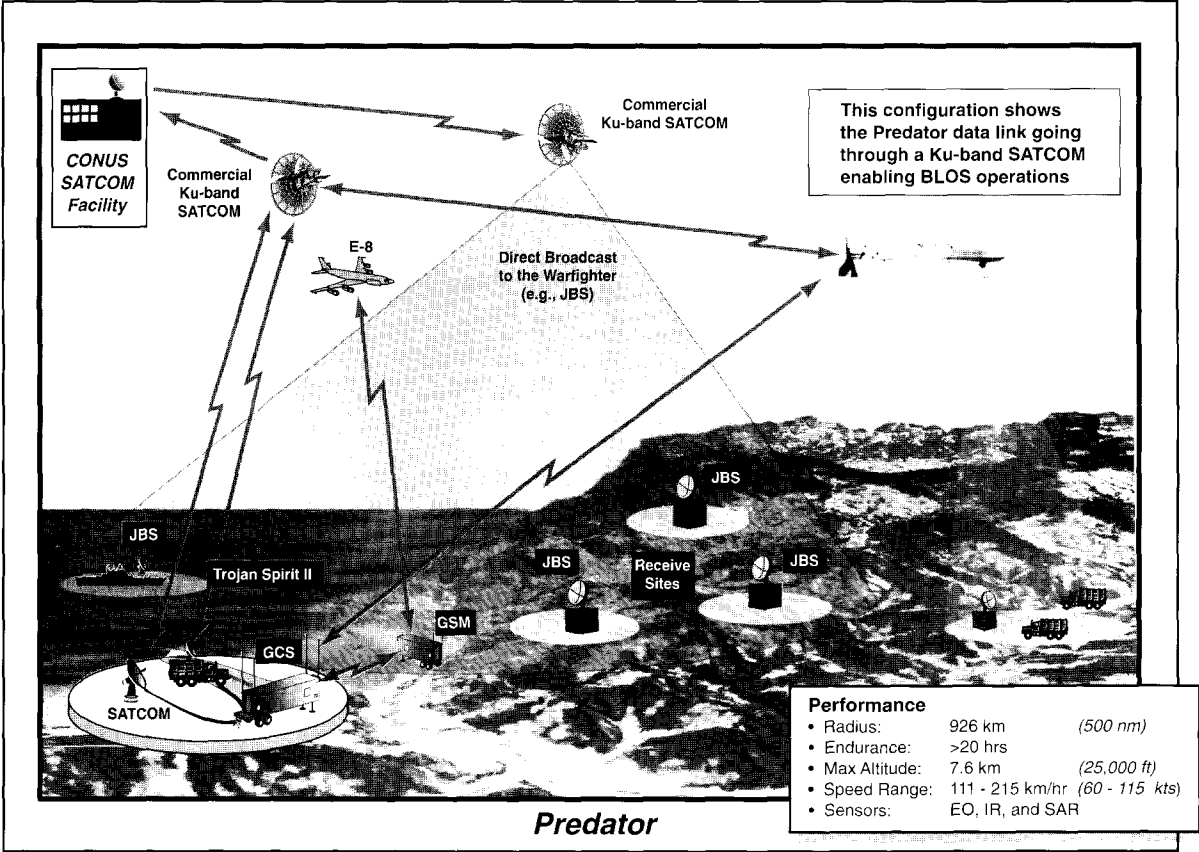 CONUS
SATCOM
Facility
Commercial
Ku-band
SATCOM
Commercial
Ku-band SATCOM
This configuration shows
the Predator data link going
through a Ku-band SATCOM
enabling BLOS operations
E-8
Direct Broadcast
to the Warfighter
(e.g., JBS)
JBS
JBS
Trojan Spirit II
JBS
Receive
Sites
JBS
GSM
GCS
SATCOM
Performance
• Radius: 926 km (500 nm)
• Endurance: >20 hrs
• Max Altitude: 7.6 km (25,000 ft)
• Speed Range: 111 - 215 km/hr (60 - 115 kts)
• Sensors: EO, IR, and SAR
Predator